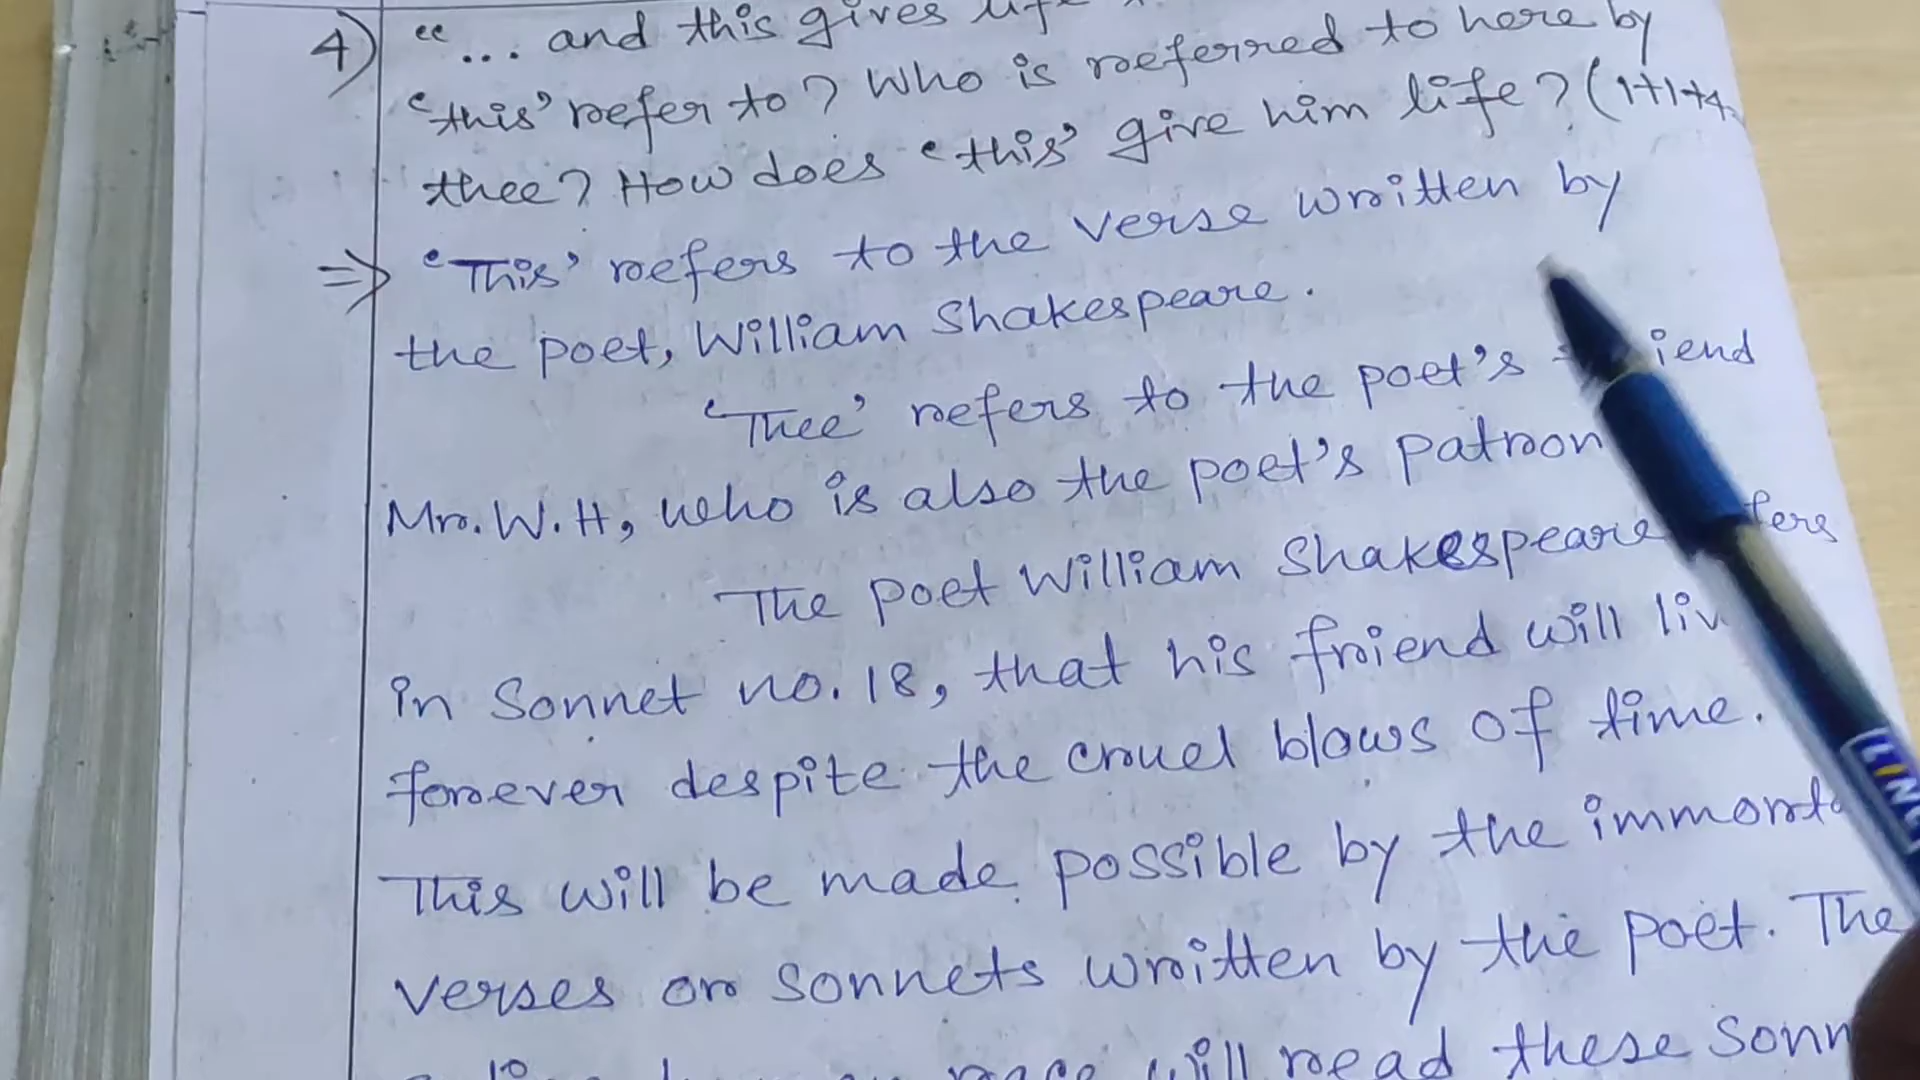 4) "... and this gives life
'this' refer to? Who is referred to here by
thee? How does 'this' give him life? (1+1+4
=> 'This' refers to the verse written by
the poet, William Shakespeare.
'Thee' refers to the poet's
Mr. W. H, who is also the poet's patron
The poet William Shakespeare
in Sonnet no. 18, that his friend will
forever despite the cruel blows of time.
This will be made possible by the
verses or sonnets written by the poet. The
will read these